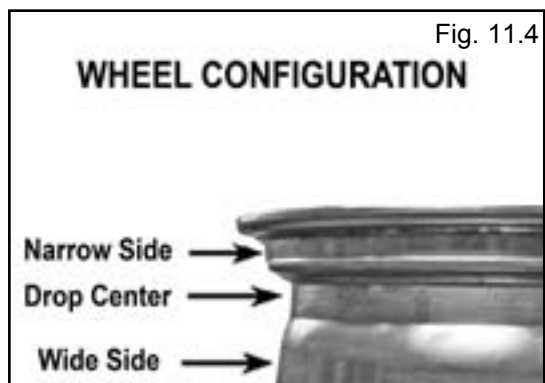 Fig. 11.4
WHEEL CONFIGURATION
Narrow Side
Drop Center
Wide Side